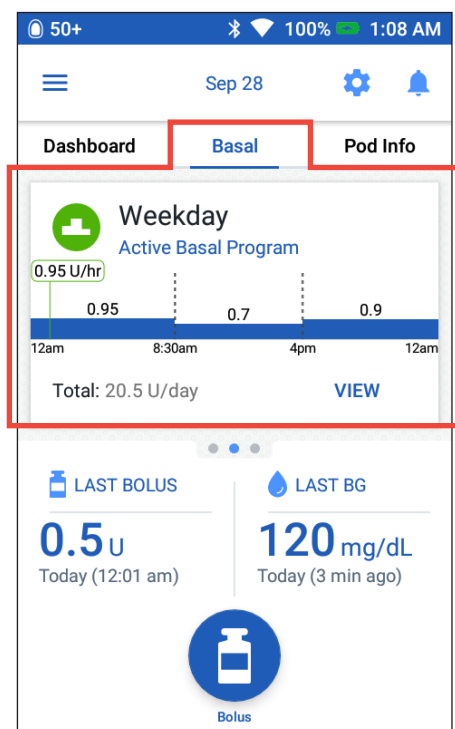 50+ 100% 1:08 AM
Sep 28
Dashboard Basal Pod Info
Weekday
Active Basal Program
0.95 U/hr
0.95 0.7 0.9
12am 8:30am 4pm 12am
Total: 20.5 U/day VIEW
LAST BOLUS LAST BG
0.5 U 120 mg/dL
Today (12:01 am) Today (3 min ago)
Bolus